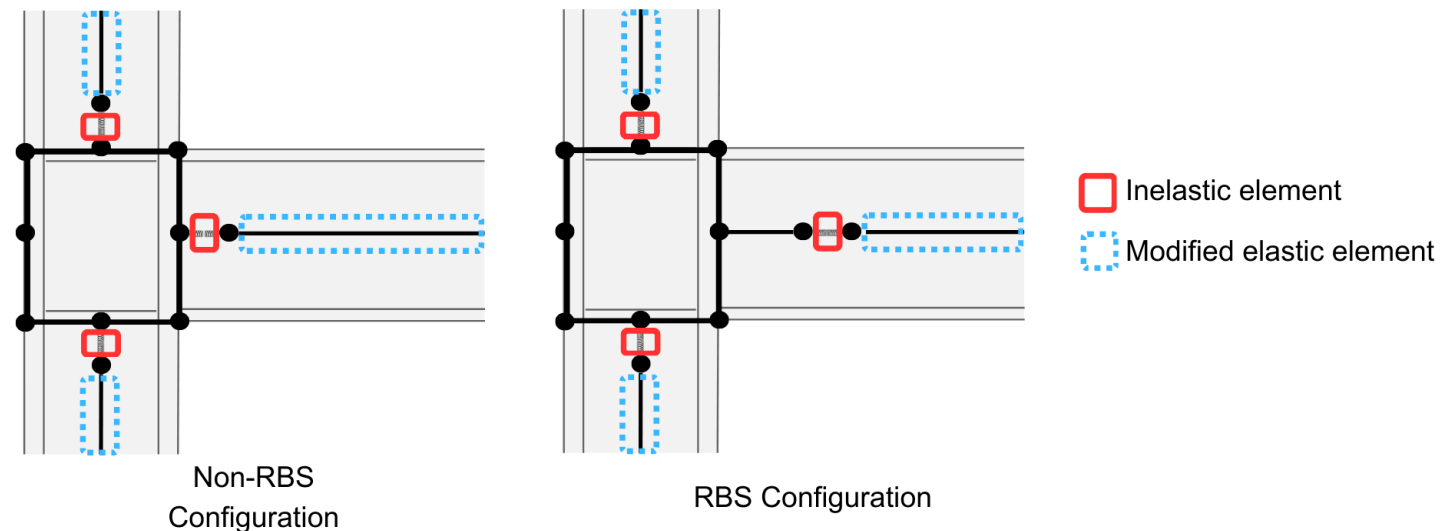 Inelastic element
Modified elastic element
Non-RBS
Configuration
RBS Configuration